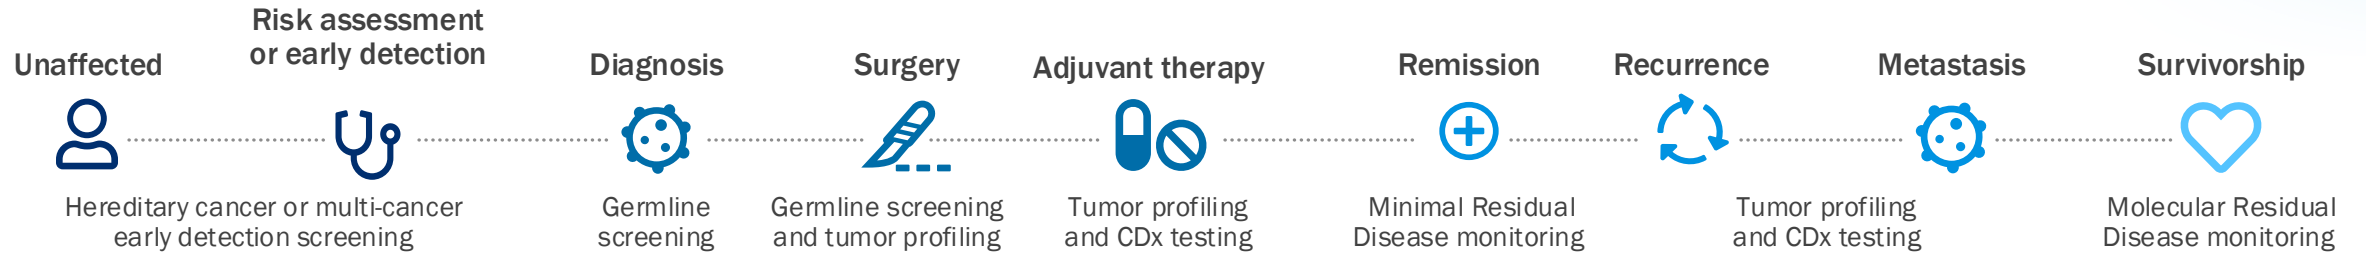 Unaffected
Risk assessment
or early detection
Diagnosis
Surgery
Adjuvant therapy
Remission
Recurrence
Metastasis
Survivorship
Hereditary cancer or multi-cancer
early detection screening
Germline
screening
Germline screening
and tumor profiling
Tumor profiling
and CDx testing
Minimal Residual
Disease monitoring
Tumor profiling
and CDx testing
Molecular Residual
Disease monitoring